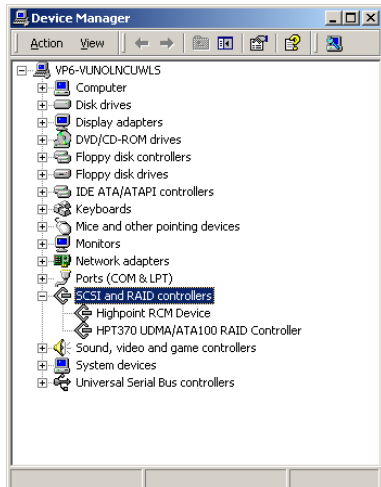 Device Manager
Action View
VP6-VUNOLNCUWLS
Computer
Disk drives
Display adapters
DVD/CD-ROM drives
Floppy disk controllers
Floppy disk drives
IDE ATA/ATAPI controllers
Keyboards
Mice and other pointing devices
Monitors
Network adapters
Ports (COM & LPT)
SCSI and RAID controllers
Highpoint RCM Device
HPT370 UDMA/ATA100 RAID Controller
Sound, video and game controllers
System devices
Universal Serial Bus controllers